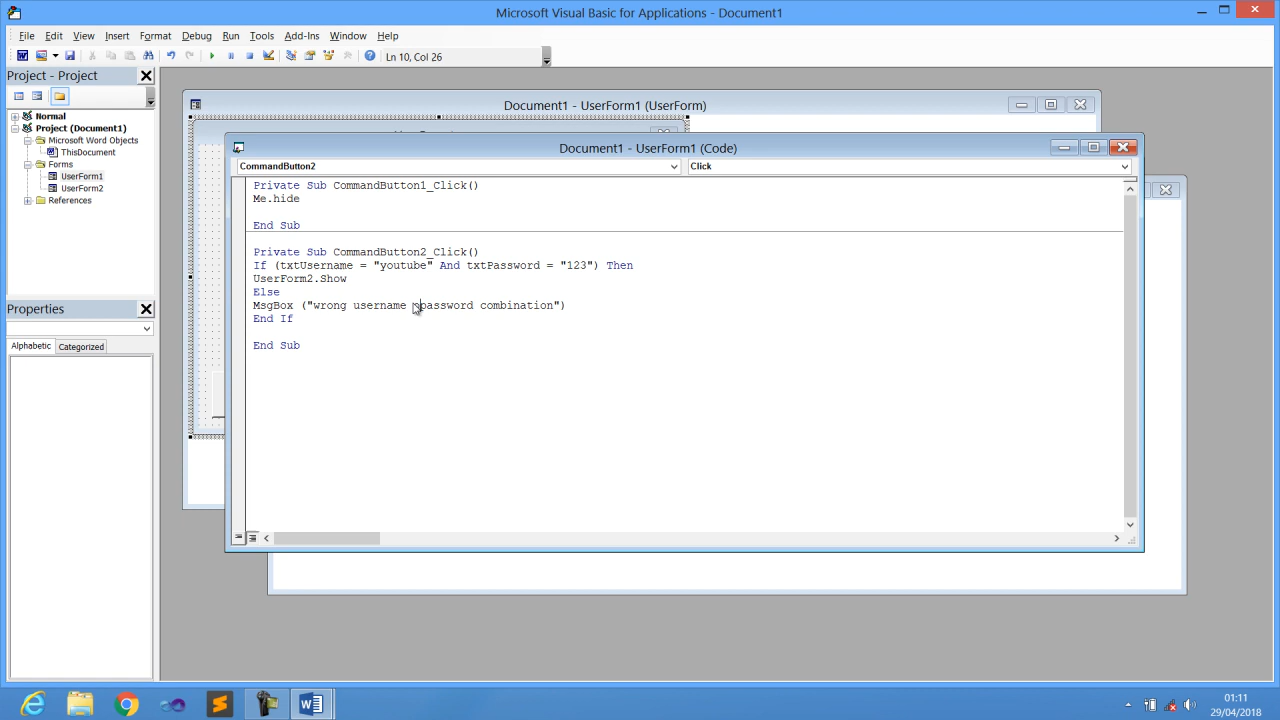 Microsoft Visual Basic for Applications - Document1
File Edit View Insert Format Debug Run Tools Add-Ins Window Help
Ln 10, Col 26
Project - Project
Normal
Project (Document1)
Microsoft Word Objects
ThisDocument
Forms
UserForm1
UserForm2
References
Properties
Alphabetic Categorized
Document1 - UserForm1 (UserForm)
Document1 - UserForm1 (Code)
CommandButton2 Click
Private Sub CommandButton1_Click()
Me.hide
End Sub
Private Sub CommandButton2_Click()
If (txtUsername = "youtube" And txtPassword = "123") Then
UserForm2.Show
Else
MsgBox ("wrong username password combination")
End If
End Sub
01:11
29/04/2018